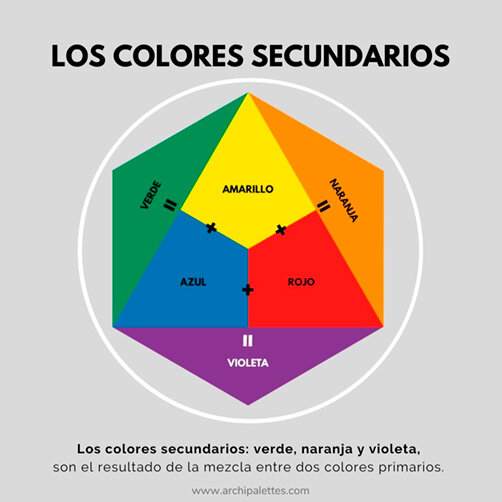 LOS COLORES SECUNDARIOS
VERDE
AMARILLO
NARANJA
=
+
+
=
AZUL
+
ROJO
=
VIOLETA
Los colores secundarios: verde, naranja y violeta,
son el resultado de la mezcla entre dos colores primarios.
www.archipalettes.com